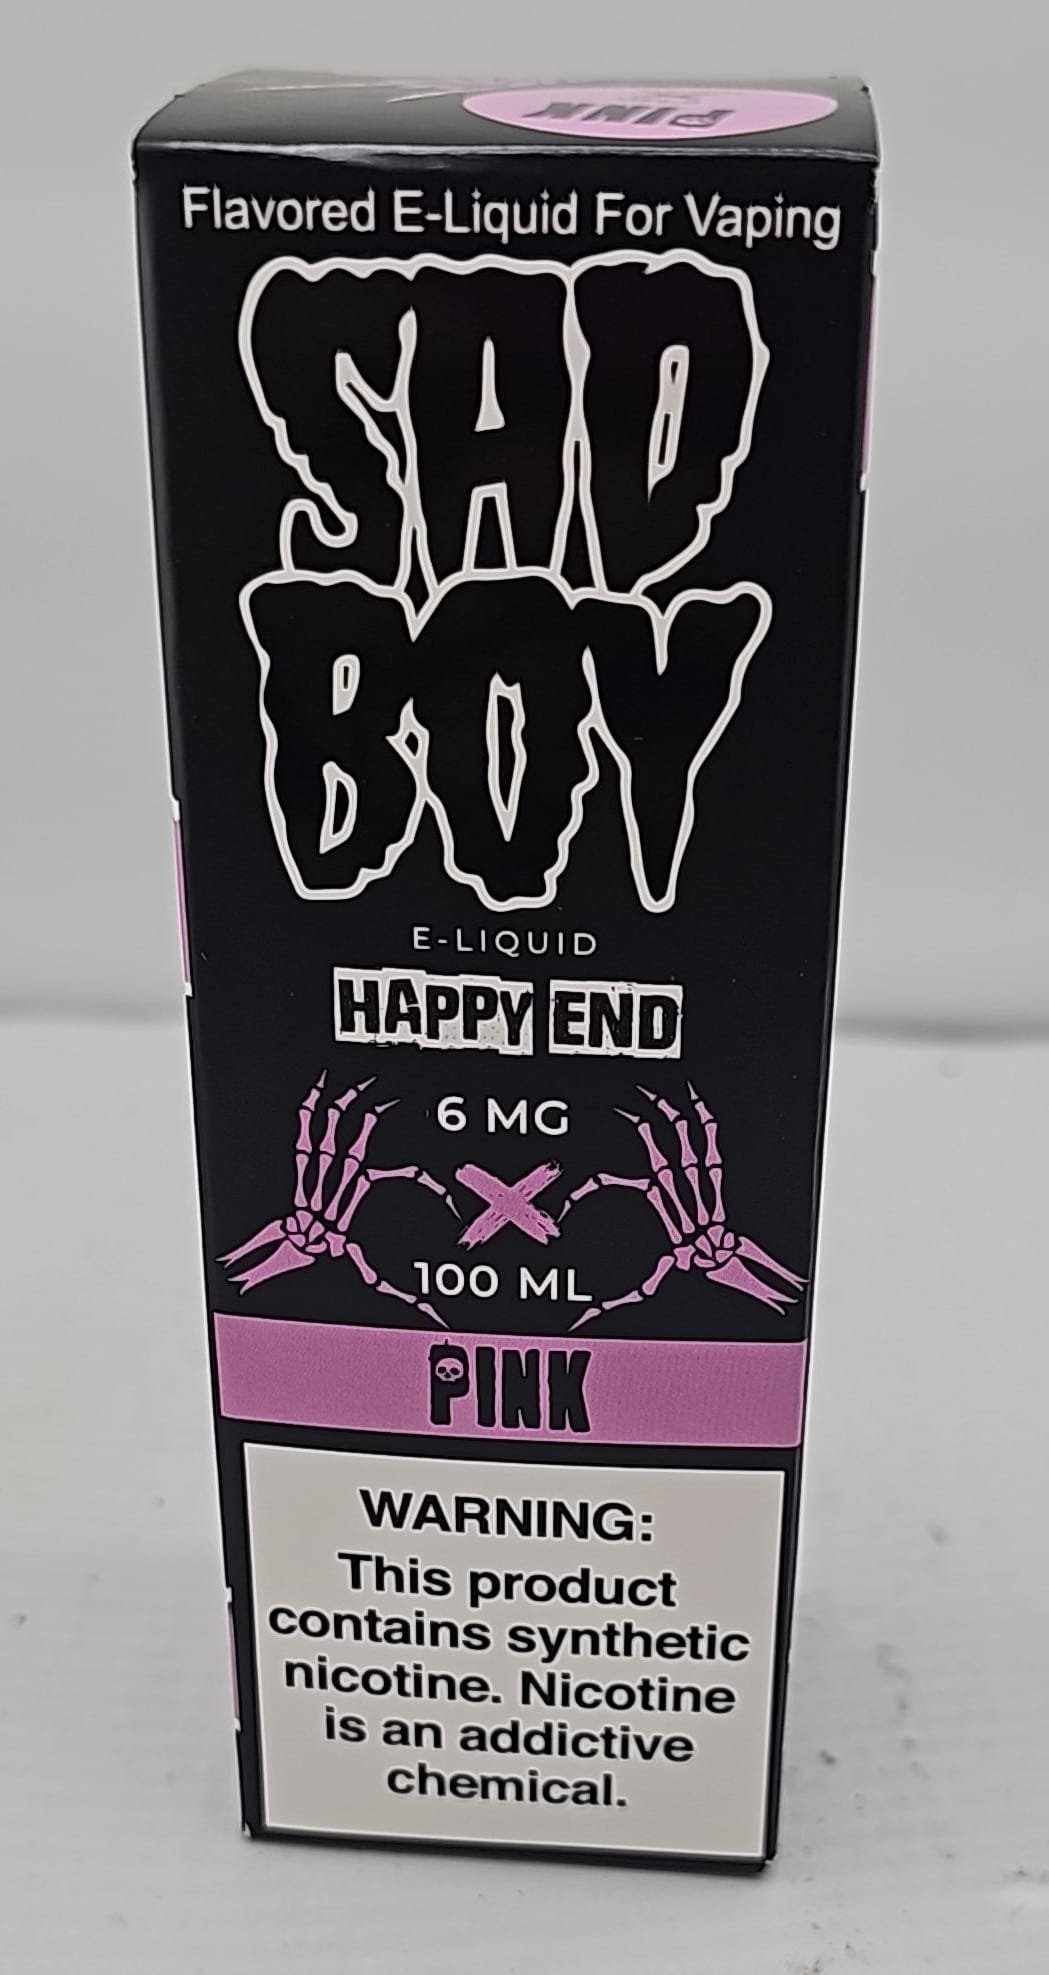 PINK
Flavored E-Liquid For Vaping
SAD
BOY
E-LIQUID
HAPPY END
6 MG
100 ML
PINK
WARNING:
This product
contains synthetic
nicotine. Nicotine
is an addictive
chemical.